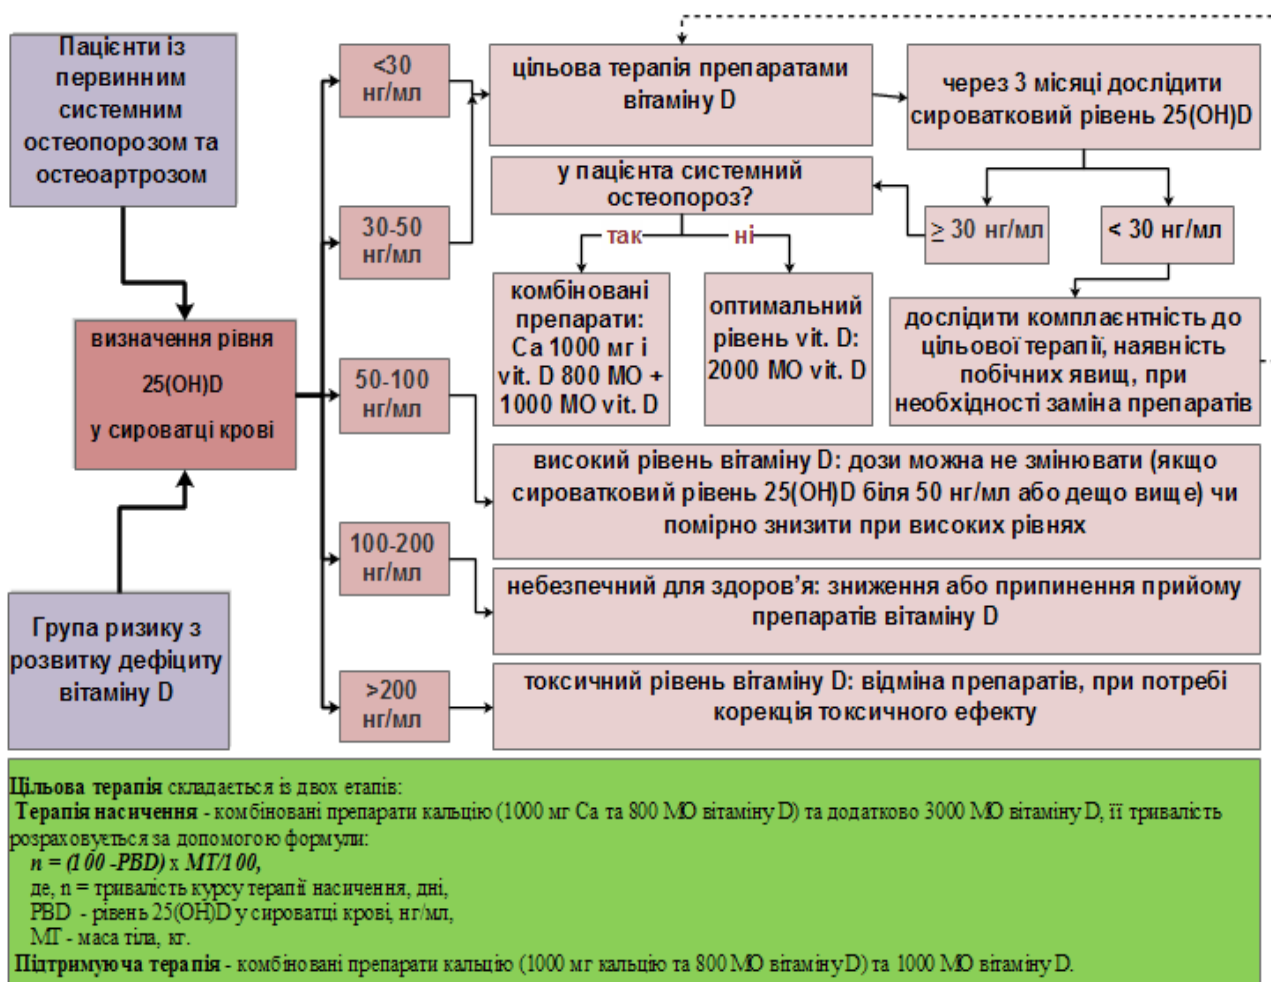 Пацієнти із
первинним
системним
остеопорозом та
остеоартрозом
визначення рівня
25(OH)D
у сироватці крові
Група ризику з
розвитку дефіциту
вітаміну D
<30
нг/мл
30-50
нг/мл
50-100
нг/мл
100-200
нг/мл
>200
нг/мл
цільова терапія препаратами
вітаміну D
через 3 місяці дослідити
сироватковий рівень 25(OH)D
у пацієнта системний
остеопороз?
≥ 30 нг/мл
< 30 нг/мл
так
ні
комбіновані
препарати:
Са 1000 мг і
vit. D 800 МО +
1000 МО vit. D
оптимальний
рівень vit. D:
2000 МО vit. D
дослідити комплаєнтність до
цільової терапії, наявність
побічних явищ, при
необхідності заміна препаратів
високий рівень вітаміну D: дози можна не змінювати (якщо
сироватковий рівень 25(OH)D біля 50 нг/мл або дещо вище) чи
помірно знизити при високих рівнях
небезпечний для здоров'я: зниження або припинення прийому
препаратів вітаміну D
токсичний рівень вітаміну D: відміна препаратів, при потребі
корекція токсичного ефекту
Цільова терапія складається із двох етапів:
Терапія насичення - комбіновані препарати кальцію (1000 мг Са та 800 МО вітаміну D) та додатково 3000 МО вітаміну D, її тривалість
розраховується за допомогою формули:
n = (100 -PBD) x MT/100,
де, n = тривалість курсу терапії насичення, дні,
PBD - рівень 25(OH)D у сироватці крові, нг/мл,
МТ - маса тіла, кг.
Підтримуюча терапія - комбіновані препарати кальцію (1000 мг кальцію та 800 МО вітаміну D) та 1000 МО вітаміну D.